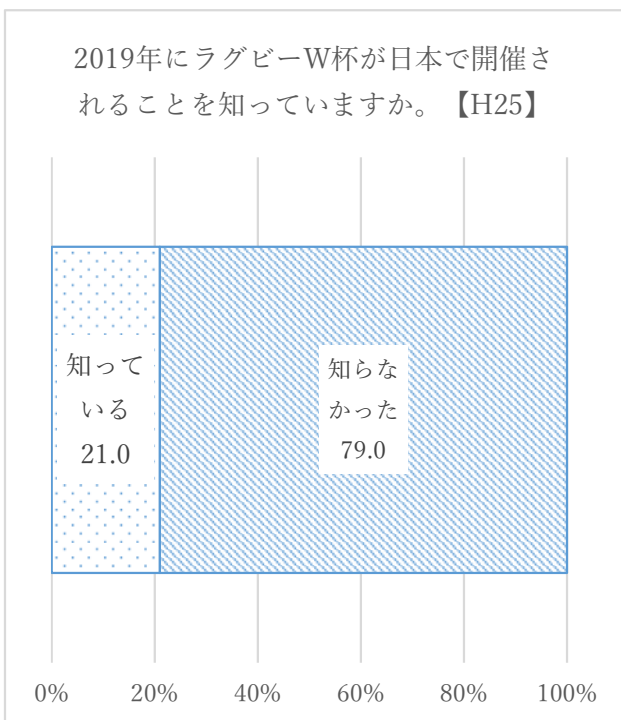 2019年にラグビーW杯が日本で開催さ
れることを知っていますか。【H25】
知って
いる
21.0
知らな
かった
79.0
0% 20% 40% 60% 80% 100%